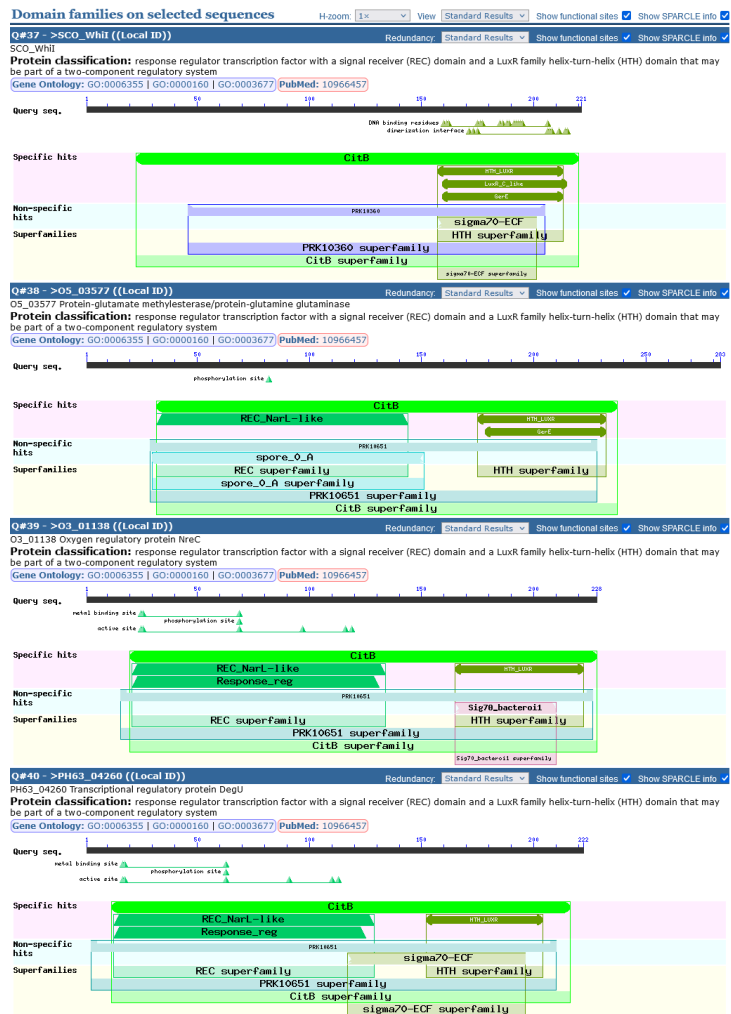 Domain families on selected sequences
H-zoom: 1× View Standard Results Show functional sites Show SPARCLE info
Q#37 - >SCO_WhiI ((Local ID))
Redundancy: Standard Results Show functional sites Show SPARCLE info
SCO_WhiI
Protein classification: response regulator transcription factor with a signal receiver (REC) domain and a LuxR family helix-turn-helix (HTH) domain that may
be part of a two-component regulatory system
Gene Ontology: GO:0006355 | GO:0000160 | GO:0003677 PubMed: 10966457
1 50 100 150 200 221
Query seq.
DNA binding residues
dimerization interface
Specific hits
CitB
HTH_LUXR
LuxR_C_like
GerE
Non-specific
hits
PRK10360
sigma70-ECF
Superfamilies
HTH superfamily
PRK10360 superfamily
CitB superfamily
sigma70-ECF superfamily
Q#38 - >O5_03577 ((Local ID))
Redundancy: Standard Results Show functional sites Show SPARCLE info
O5_03577 Protein-glutamate methylesterase/protein-glutamine glutaminase
Protein classification: response regulator transcription factor with a signal receiver (REC) domain and a LuxR family helix-turn-helix (HTH) domain that may
be part of a two-component regulatory system
Gene Ontology: GO:0006355 | GO:0000160 | GO:0003677 PubMed: 10966457
1 50 100 150 200 250 283
Query seq.
phosphorylation site
Specific hits
CitB
REC_NarL-like HTH_LUXR
GerE
Non-specific
hits
PRK10651
spore_0_A
Superfamilies
REC superfamily HTH superfamily
spore_0_A superfamily
PRK10651 superfamily
CitB superfamily
Q#39 - >O3_01138 ((Local ID))
Redundancy: Standard Results Show functional sites Show SPARCLE info
O3_01138 Oxygen regulatory protein NreC
Protein classification: response regulator transcription factor with a signal receiver (REC) domain and a LuxR family helix-turn-helix (HTH) domain that may
be part of a two-component regulatory system
Gene Ontology: GO:0006355 | GO:0000160 | GO:0003677 PubMed: 10966457
1 50 100 150 200 228
Query seq.
metal binding site
phosphorylation site
active site
Specific hits
CitB
REC_NarL-like HTH_LUXR
Response_reg
Non-specific
hits
PRK10651
Sig70_bacteroi1
Superfamilies
REC superfamily HTH superfamily
PRK10651 superfamily
CitB superfamily
Sig70_bacteroi1 superfamily
Q#40 - >PH63_04260 ((Local ID))
Redundancy: Standard Results Show functional sites Show SPARCLE info
PH63_04260 Transcriptional regulatory protein DegU
Protein classification: response regulator transcription factor with a signal receiver (REC) domain and a LuxR family helix-turn-helix (HTH) domain that may
be part of a two-component regulatory system
Gene Ontology: GO:0006355 | GO:0000160 | GO:0003677 PubMed: 10966457
1 50 100 150 200 222
Query seq.
metal binding site
phosphorylation site
active site
Specific hits
CitB
REC_NarL-like HTH_LUXR
Response_reg
Non-specific
hits
PRK10651
sigma70-ECF
Superfamilies
REC superfamily HTH superfamily
PRK10651 superfamily
CitB superfamily
sigma70-ECF superfamily